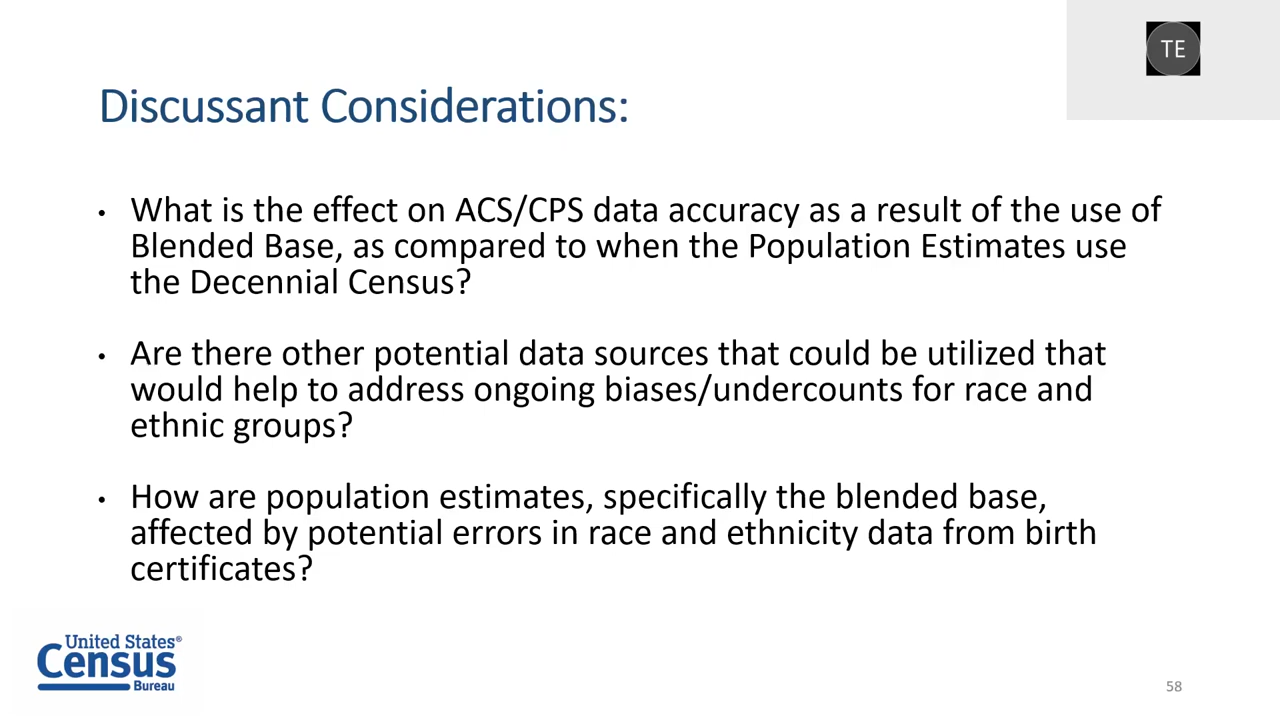 TE
Discussant Considerations:
• What is the effect on ACS/CPS data accuracy as a result of the use of
Blended Base, as compared to when the Population Estimates use
the Decennial Census?
• Are there other potential data sources that could be utilized that
would help to address ongoing biases/undercounts for race and
ethnic groups?
• How are population estimates, specifically the blended base,
affected by potential errors in race and ethnicity data from birth
certificates?
United States®
Census
Bureau
58